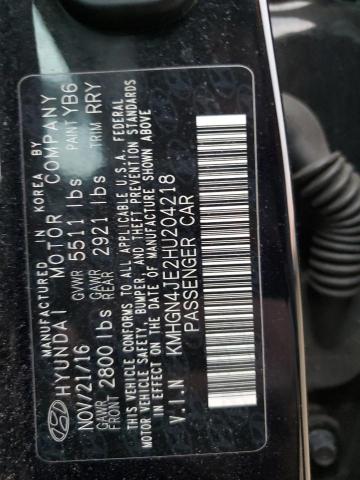 MANUFACTURED IN KOREA BY
HYUNDAI MOTOR COMPANY
NOV/21/16 GVWR 5511 lbs PAINT YB6
GAWR FRONT 2800 lbs GAWR REAR 2921 lbs TRIM RRY
THIS VEHICLE CONFORMS TO ALL APPLICABLE U.S.A. FEDERAL
MOTOR VEHICLE SAFETY, BUMPER, AND THEFT PREVENTION STANDARDS
IN EFFECT ON THE DATE OF MANUFACTURE SHOWN ABOVE
V.I.N KMHGN4JE2HU204218
PASSENGER CAR